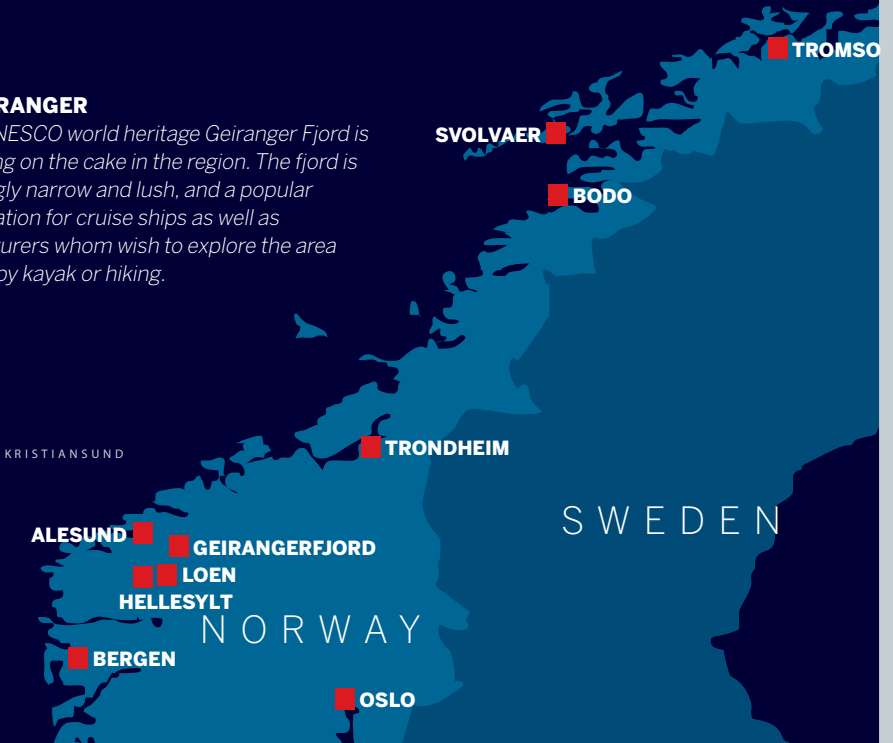 TROMSO
RANGER
NESCO world heritage Geiranger Fjord is
ng on the cake in the region. The fjord is
gly narrow and lush, and a popular
ation for cruise ships as well as
turers whom wish to explore the area
by kayak or hiking.
SVOLVAER
BODO
TRONDHEIM
KRISTIANSUND
SWEDEN
ALESUND
GEIRANGERFJORD
LOEN
HELLESYLT
NORWAY
BERGEN
OSLO